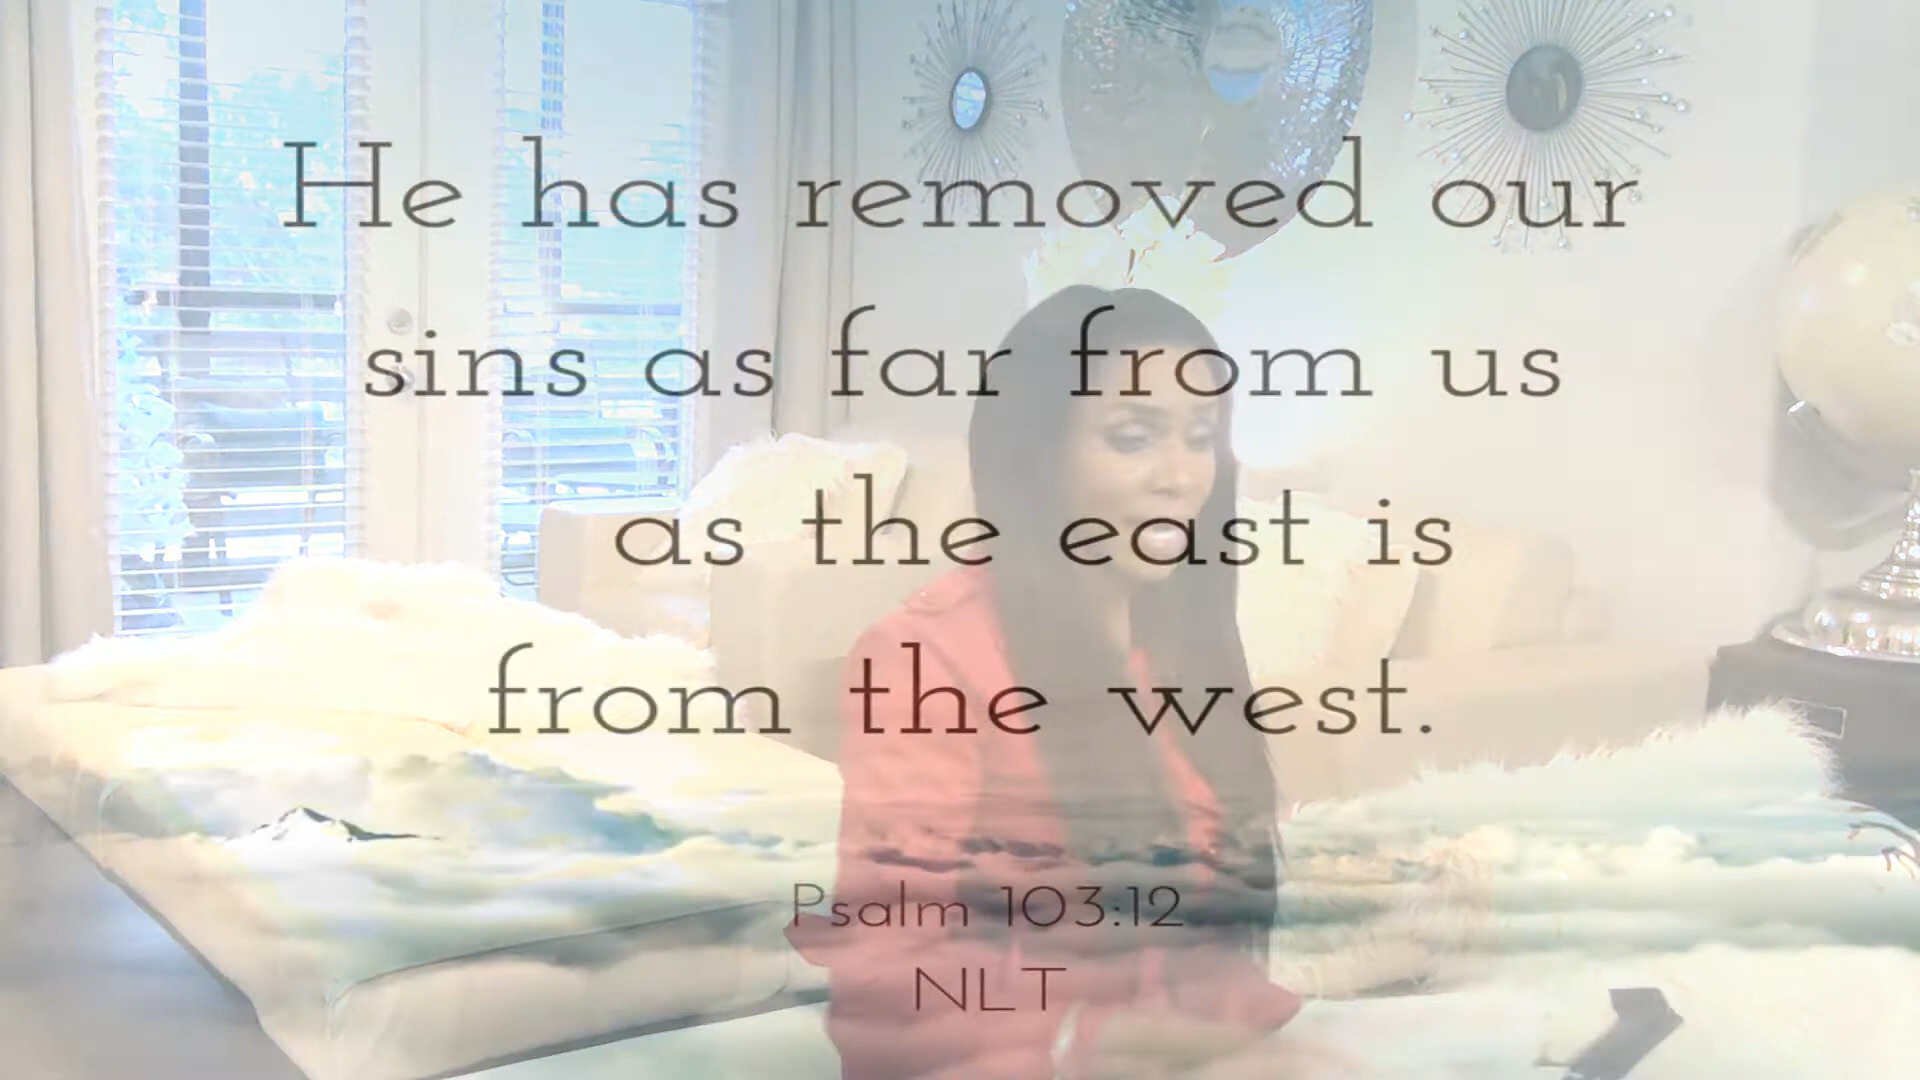 He has removed our
sins as far from us
as the east is
from the west.
Psalm 103:12
NLT